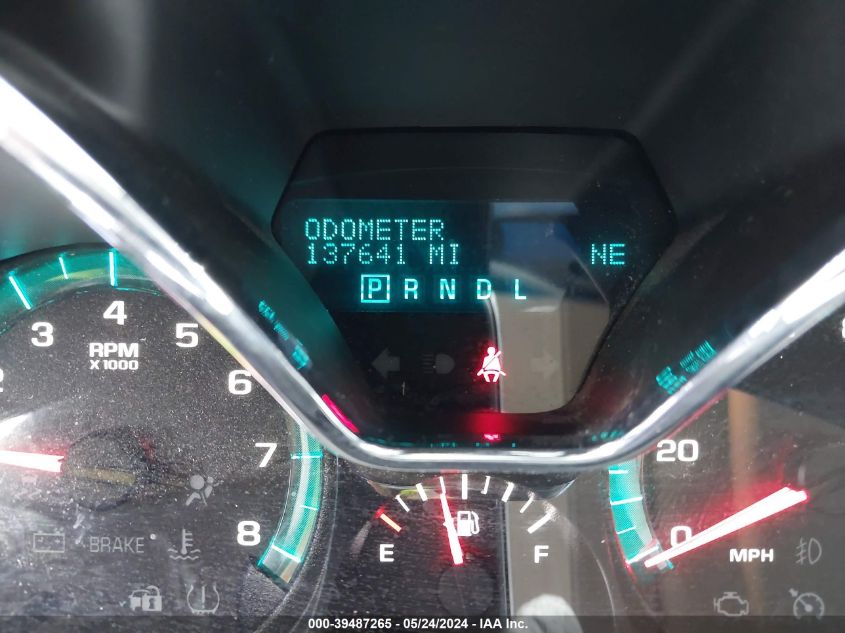 ODOMETER
137641 MI NE
P R N D L
2 3 4 5 6 7 8
RPM
X1000
BRAKE
E F
20
0
MPH
000-39487265 - 05/24/2024 - IAA Inc.